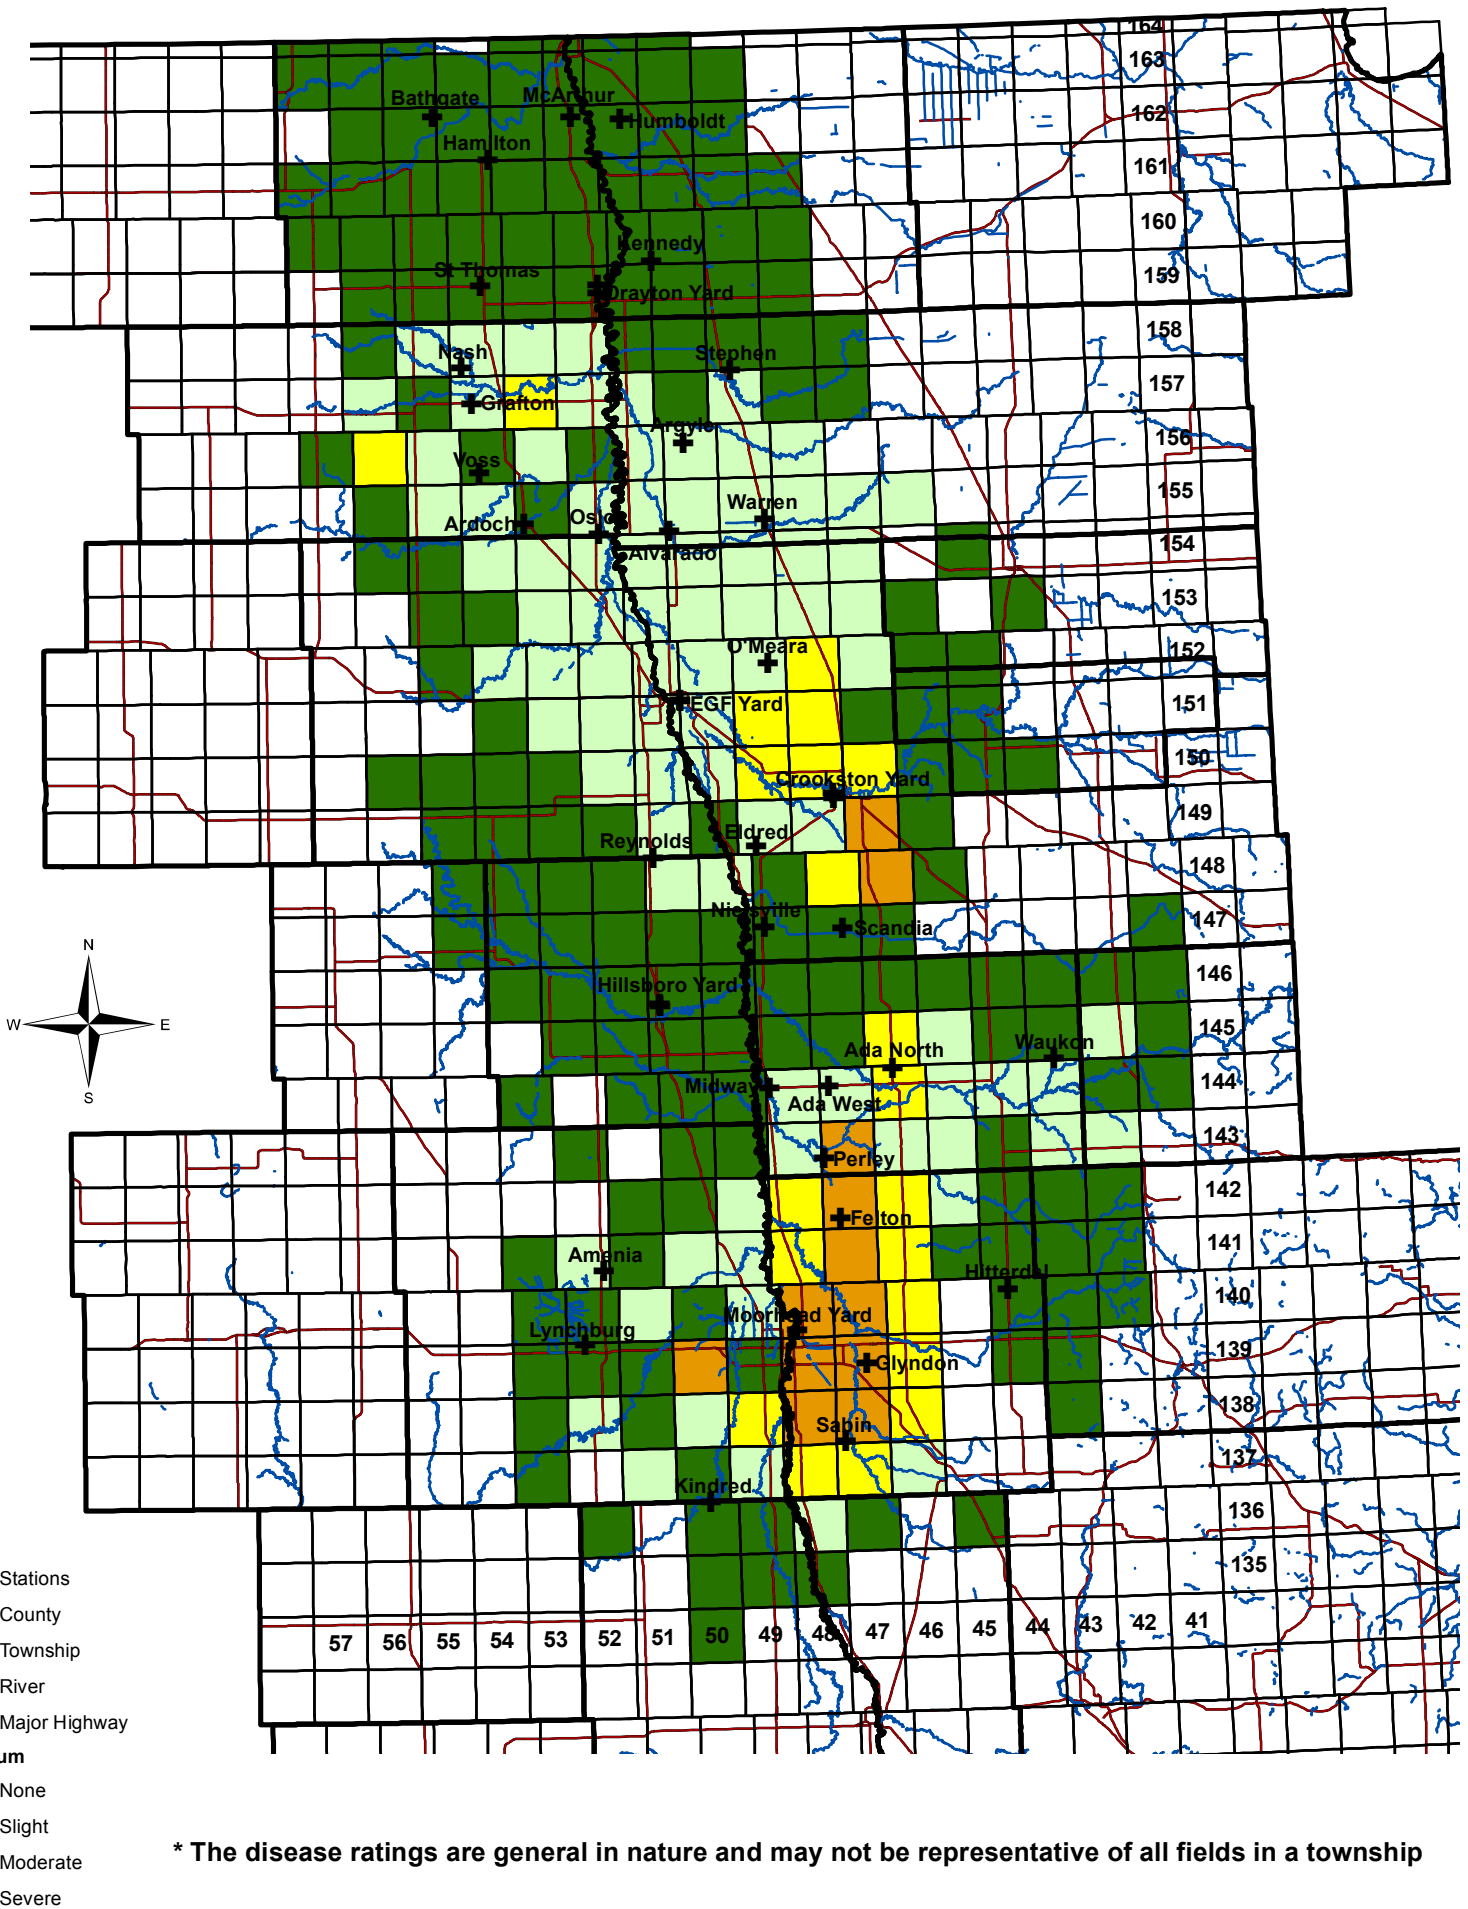 164
163
Bathgate
McArthur
Humboldt
162
Hamilton
161
160
Kennedy
St Thomas
159
Drayton Yard
158
Nash
Stephen
157
Grafton
Argyle
156
Voss
155
Warren
Ardoch
Oslo
154
Alvarado
153
O'Meara
152
EGF Yard
151
150
Crookston Yard
149
Reynolds
Eldred
148
Nielsville
147
Scandia
N
W
E
S
146
Hillsboro Yard
145
Ada North
Waukon
144
Midway
Ada West
143
Perley
142
Felton
141
Amenia
Hitterdal
140
Moorhead Yard
Lynchburg
139
Glyndon
138
Sabin
137
Kindred
136
135
57 56 55 54 53 52 51 50 49 48 47 46 45 44 43 42 41
Stations
County
Township
River
Major Highway
um
None
Slight
Moderate
Severe
* The disease ratings are general in nature and may not be representative of all fields in a township